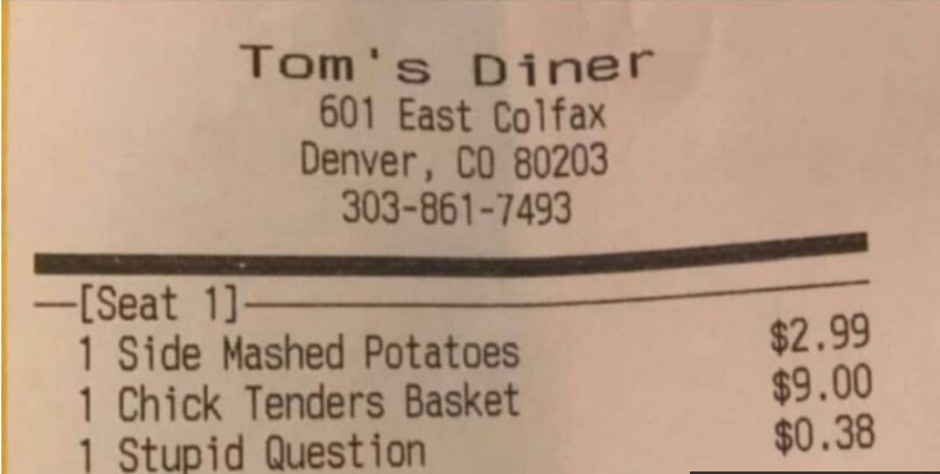 Tom's Diner
601 East Colfax
Denver, CO 80203
303-861-7493
[Seat 1]
1 Side Mashed Potatoes $2.99
1 Chick Tenders Basket $9.00
1 Stupid Question $0.38